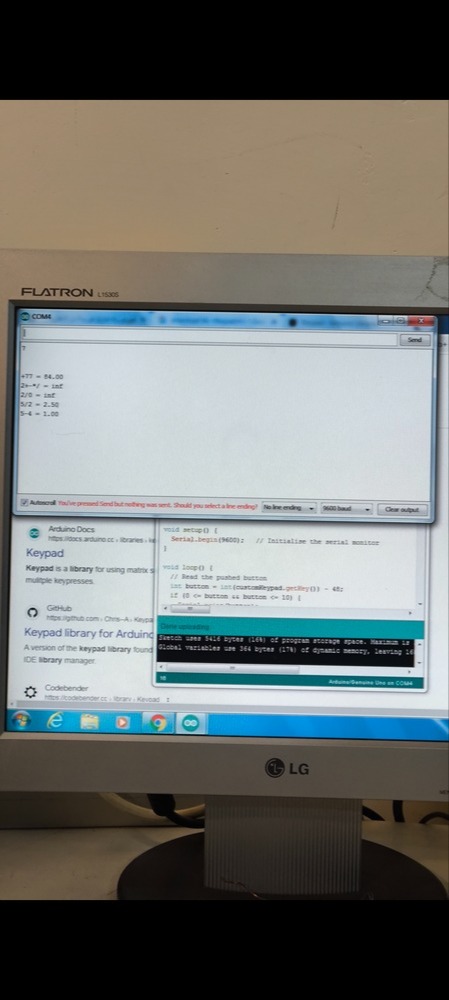 FLATRON L1530S
COM4
Send
7
+77 = 84.00
2+-*/ = inf
2/0 = inf
5/2 = 2.50
5-4 = 1.00
Autoscroll You've pressed Send but nothing was sent. Should you select a line ending? No line ending 9600 baud Clear output
Arduino Docs
https://docs.arduino.cc › libraries
Keypad
Keypad is a library for using matrix s
mulitple keypresses.
GitHub
https://github.com › Chris--A › Keypa
Keypad library for Arduino
A version of the keypad library found
IDE library manager.
Codebender
https://codebender.cc › library › Keypad
void setup() {
Serial.begin(9600); // Initialise the serial monitor
}
void loop() {
// Read the pushed button
int button = int(customKeypad.getKey()) - 48;
if (0 <= button && button <= 10) {
Done uploading.
Sketch uses 5416 bytes (16%) of program storage space. Maximum is
Global variables use 364 bytes (17%) of dynamic memory, leaving 16
Arduino/Genuino Uno on COM4
LG